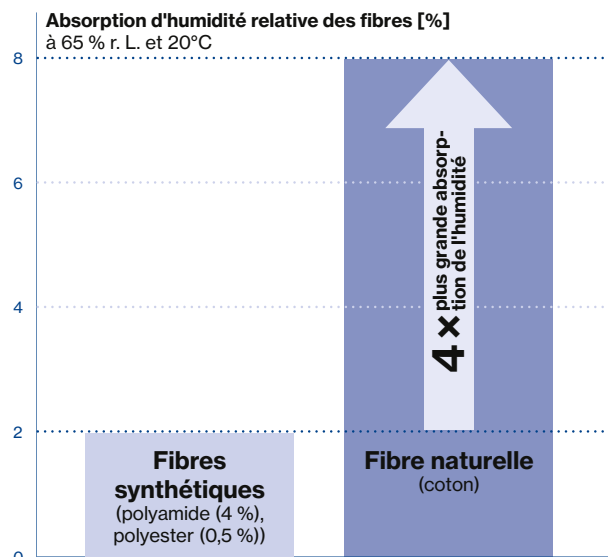 Absorption d'humidité relative des fibres [%]
à 65 % r. L. et 20°C
8
6
4
2
0
4 × plus grande absorp-
tion de l'humidité
Fibres
synthétiques
(polyamide (4 %),
polyester (0,5 %))
Fibre naturelle
(coton)